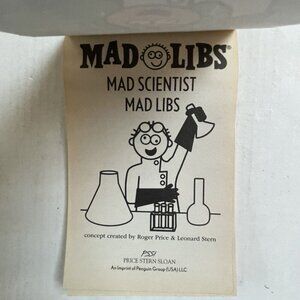 MAD LIBS®
MAD SCIENTIST
MAD LIBS
concept created by Roger Price & Leonard Stern
PSS!
PRICE STERN SLOAN
An Imprint of Penguin Group (USA) LLC